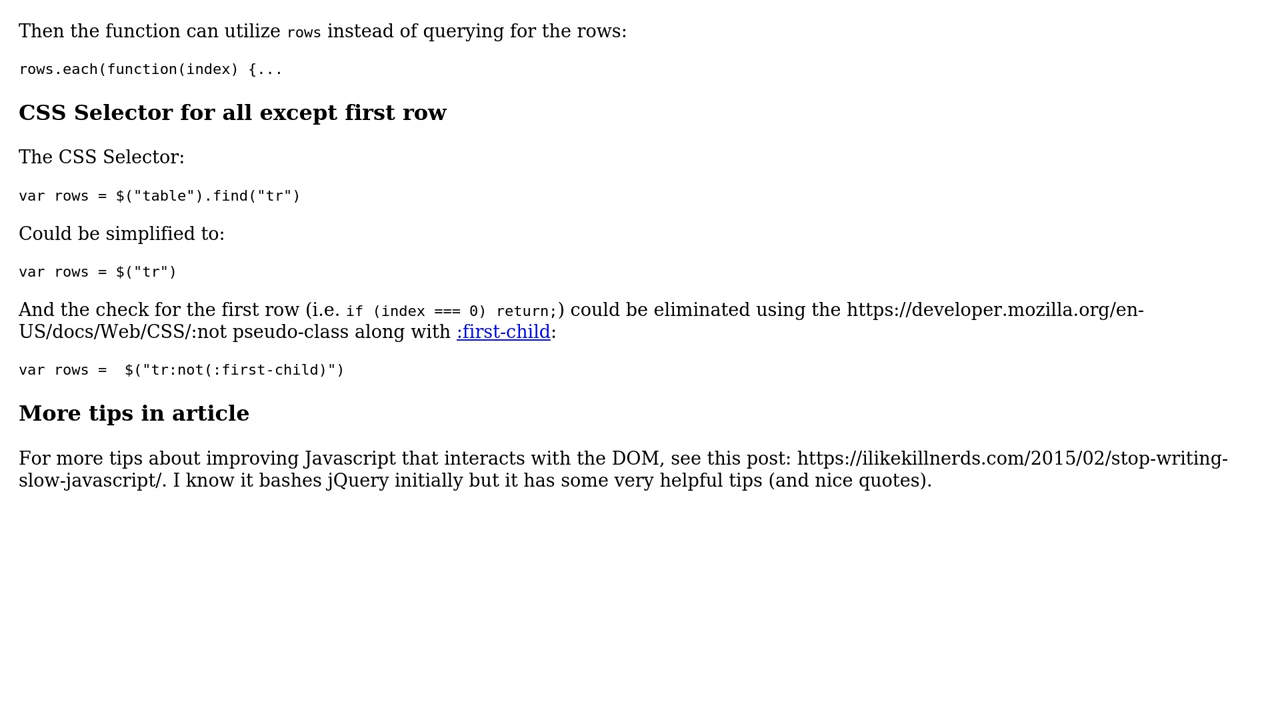 Then the function can utilize rows instead of querying for the rows:
rows.each(function(index) {...
CSS Selector for all except first row
The CSS Selector:
var rows = $("table").find("tr")
Could be simplified to:
var rows = $("tr")
And the check for the first row (i.e. if (index === 0) return;) could be eliminated using the https://developer.mozilla.org/en-
US/docs/Web/CSS/:not pseudo-class along with :first-child:
var rows =  $("tr:not(:first-child)")
More tips in article
For more tips about improving Javascript that interacts with the DOM, see this post: https://ilikekillnerds.com/2015/02/stop-writing-
slow-javascript/. I know it bashes jQuery initially but it has some very helpful tips (and nice quotes).